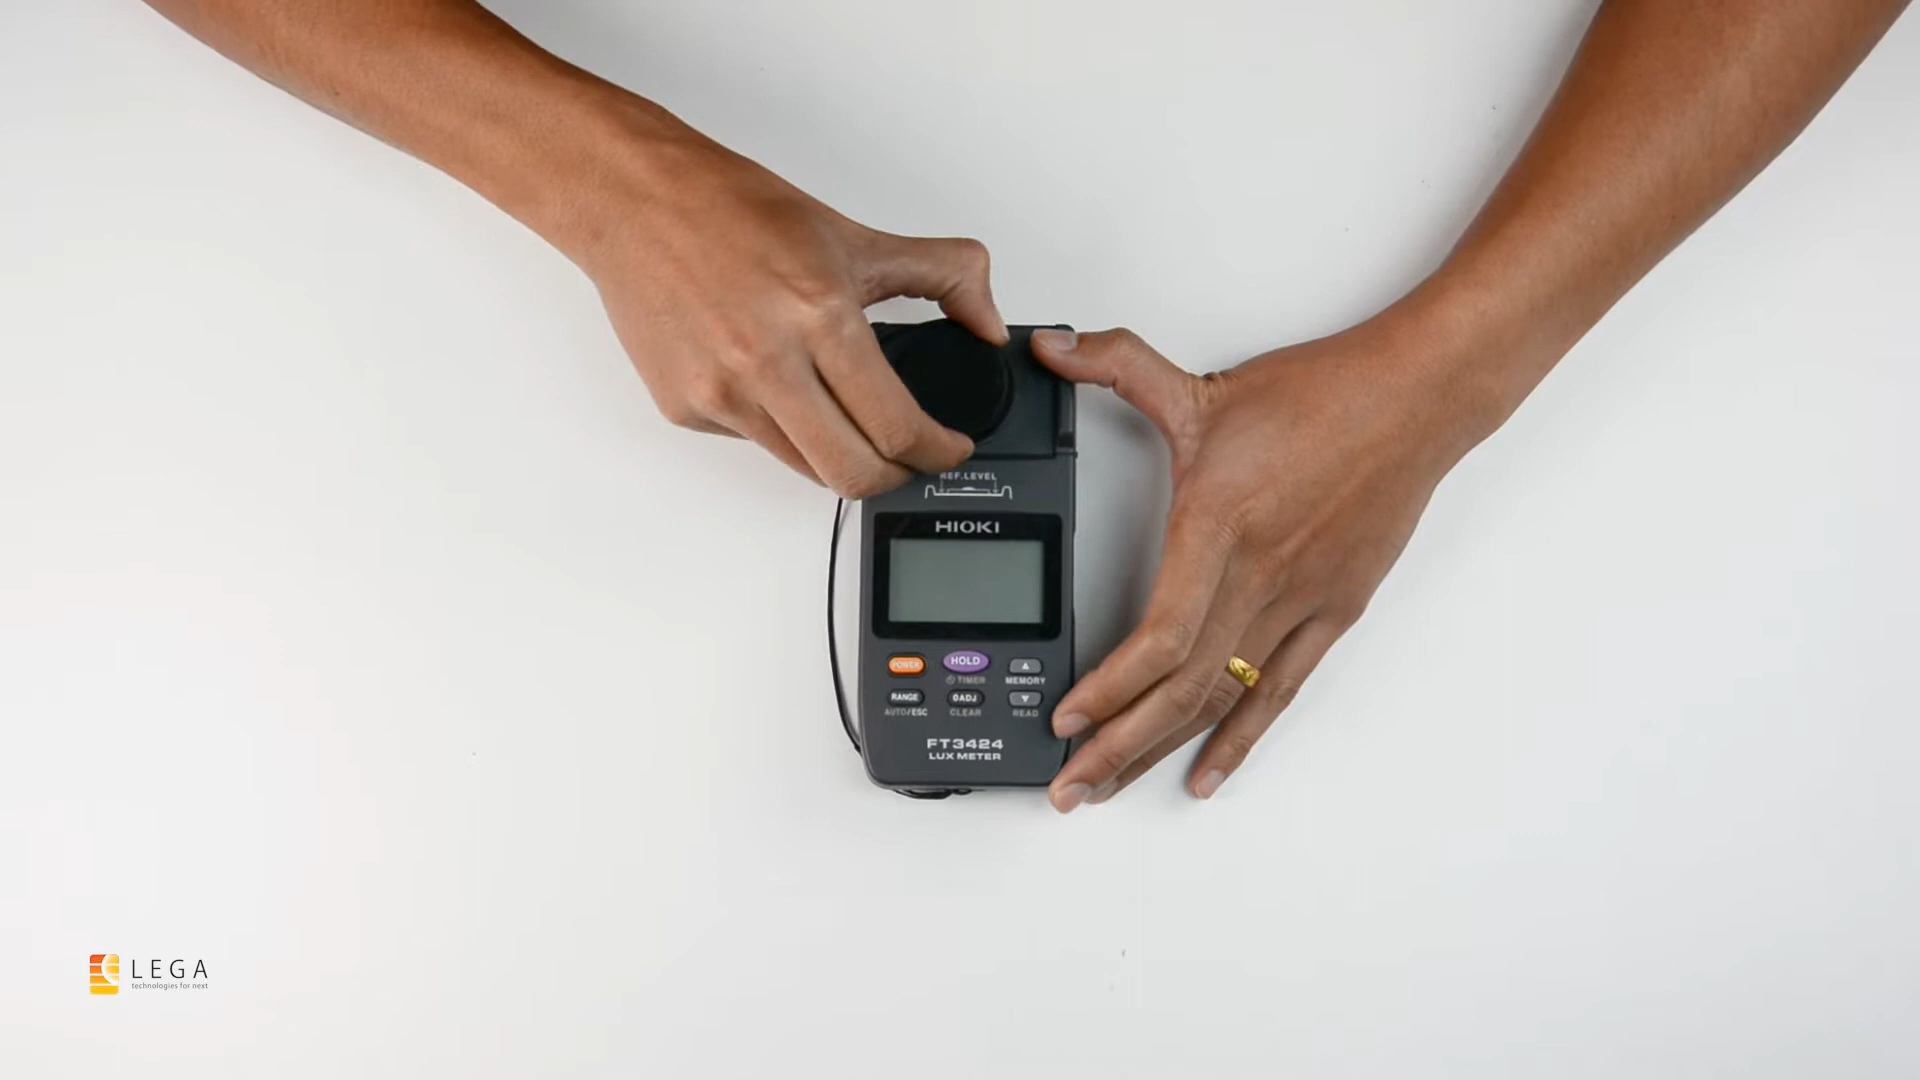 REF.LEVEL
HIOKI
POWER
HOLD
TIMER
MEMORY
RANGE
0ADJ
AUTO/ESC
CLEAR
READ
FT3424
LUX METER
LEGA
technologies for next